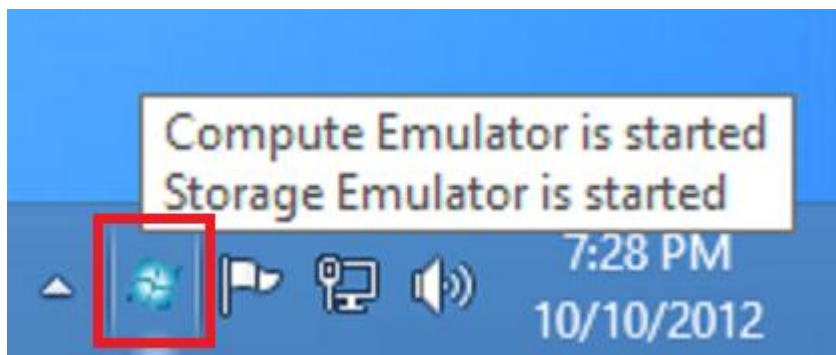 Compute Emulator is started
Storage Emulator is started
7:28 PM
10/10/2012